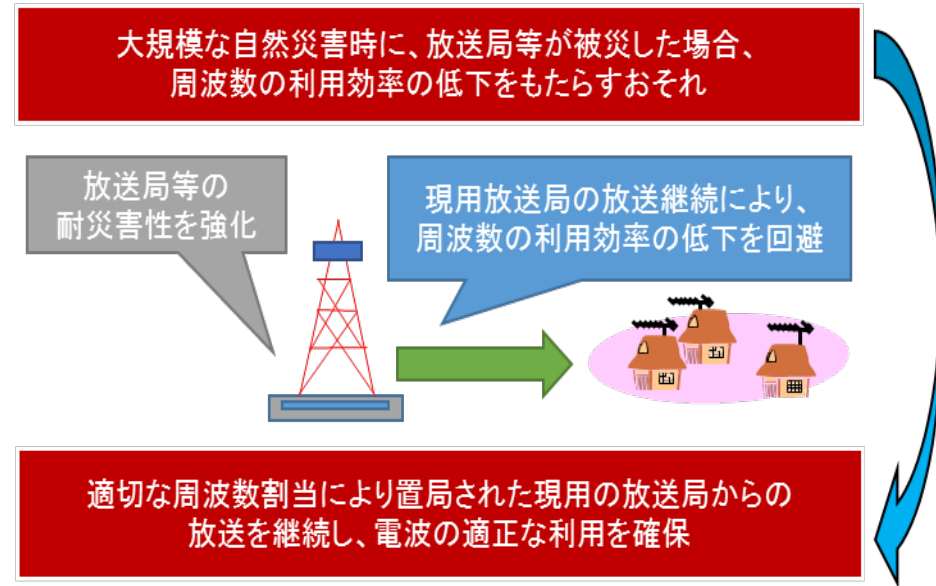 大規模な自然災害時に、放送局等が被災した場合、
周波数の利用効率の低下をもたらすおそれ
放送局等の
耐災害性を強化
現用放送局の放送継続により、
周波数の利用効率の低下を回避
適切な周波数割当により置局された現用の放送局からの
放送を継続し、電波の適正な利用を確保